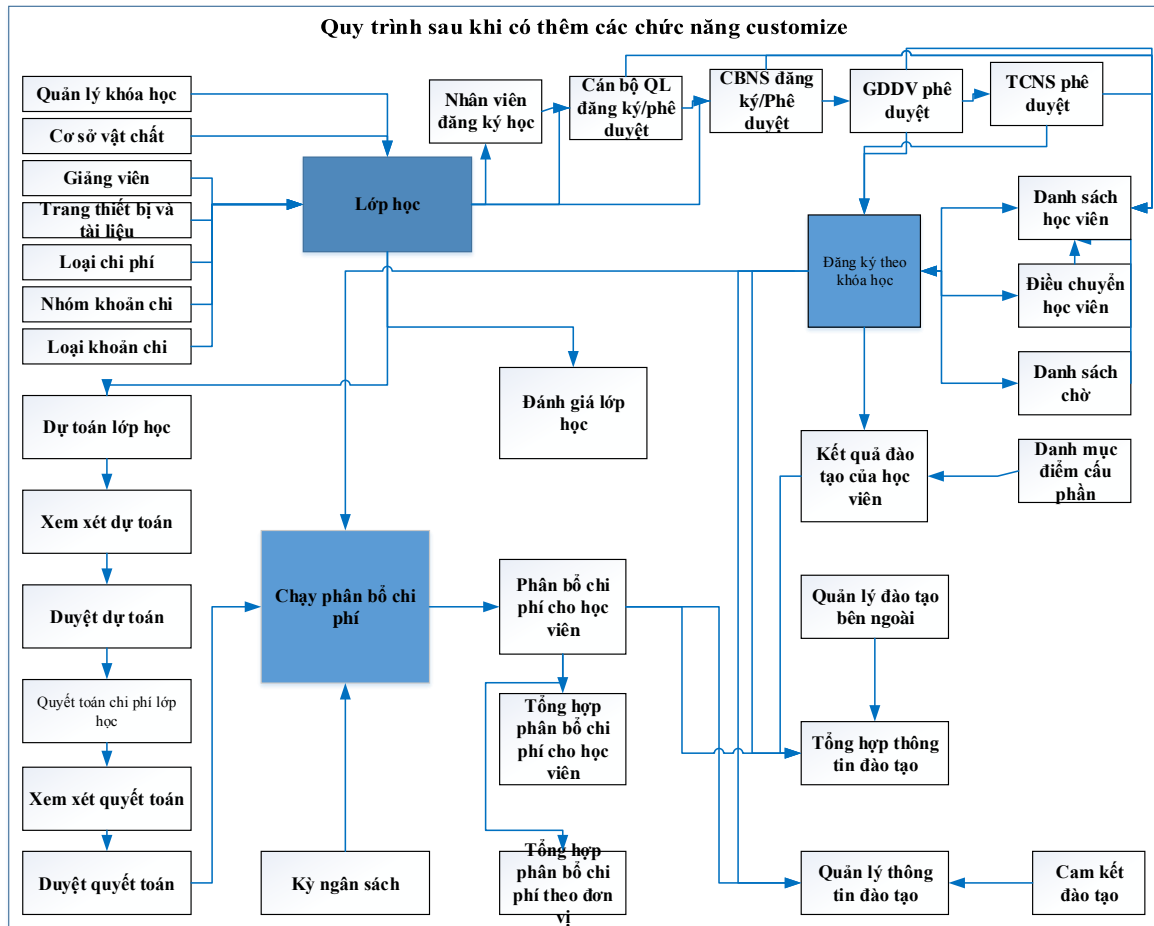 Quy trình sau khi có thêm các chức năng customize
Quản lý khóa học
Cơ sở vật chất
Giảng viên
Trang thiết bị và
tài liệu
Loại chi phí
Nhóm khoản chi
Loại khoản chi
Lớp học
Nhân viên
đăng ký học
Cán bộ QL
đăng ký/phê
duyệt
CBNS đăng
ký/Phê
duyệt
GDDV phê
duyệt
TCNS phê
duyệt
Đăng ký theo
khóa học
Danh sách
học viên
Điều chuyển
học viên
Danh sách
chờ
Dự toán lớp học
Đánh giá lớp
học
Kết quả đào
tạo của học
viên
Danh mục
điểm cấu
phần
Xem xét dự toán
Duyệt dự toán
Quyết toán chi phí lớp
học
Xem xét quyết toán
Duyệt quyết toán
Chạy phân bổ chi
phí
Kỳ ngân sách
Phân bổ chi
phí cho học
viên
Tổng hợp
phân bổ chi
phí cho học
viên
Tổng hợp
phân bổ chi
phí theo đơn
vị
Quản lý đào tạo
bên ngoài
Tổng hợp thông
tin đào tạo
Quản lý thông
tin đào tạo
Cam kết
đào tạo